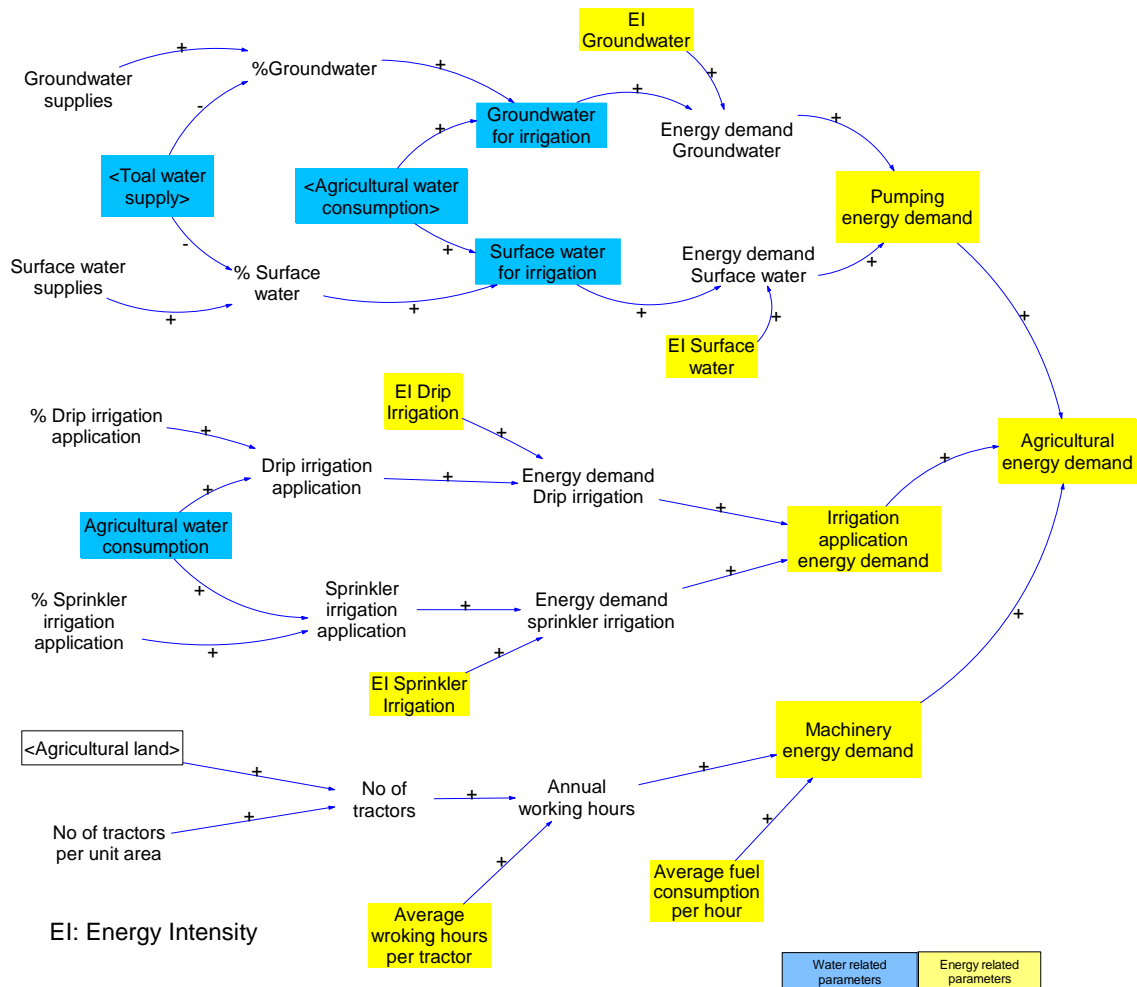 EI
Groundwater
+
Groundwater
supplies
%Groundwater
+
+
+
+
-
Groundwater
for irrigation
+
Energy demand
Groundwater
+
<Toal water
supply>
<Agricultural water
consumption>
Pumping
energy demand
-
+
Surface water
supplies
% Surface
water
Surface water
for irrigation
Energy demand
Surface water
+
+
+
+
+
+
EI Surface
water
EI Drip
Irrigation
% Drip irrigation
application
+
+
Agricultural
energy demand
Drip irrigation
application
+
Energy demand
Drip irrigation
+
+
+
Agricultural water
consumption
Irrigation
application
energy demand
+
+
% Sprinkler
irrigation
application
Sprinkler
irrigation
application
+
Energy demand
sprinkler irrigation
+
+
+
EI Sprinkler
Irrigation
<Agricultural land>
+
Machinery
energy demand
+
No of
tractors
+
Annual
working hours
+
No of tractors
per unit area
+
+
Average fuel
consumption
per hour
Average
wroking hours
per tractor
EI: Energy Intensity
Water related
parameters
Energy related
parameters